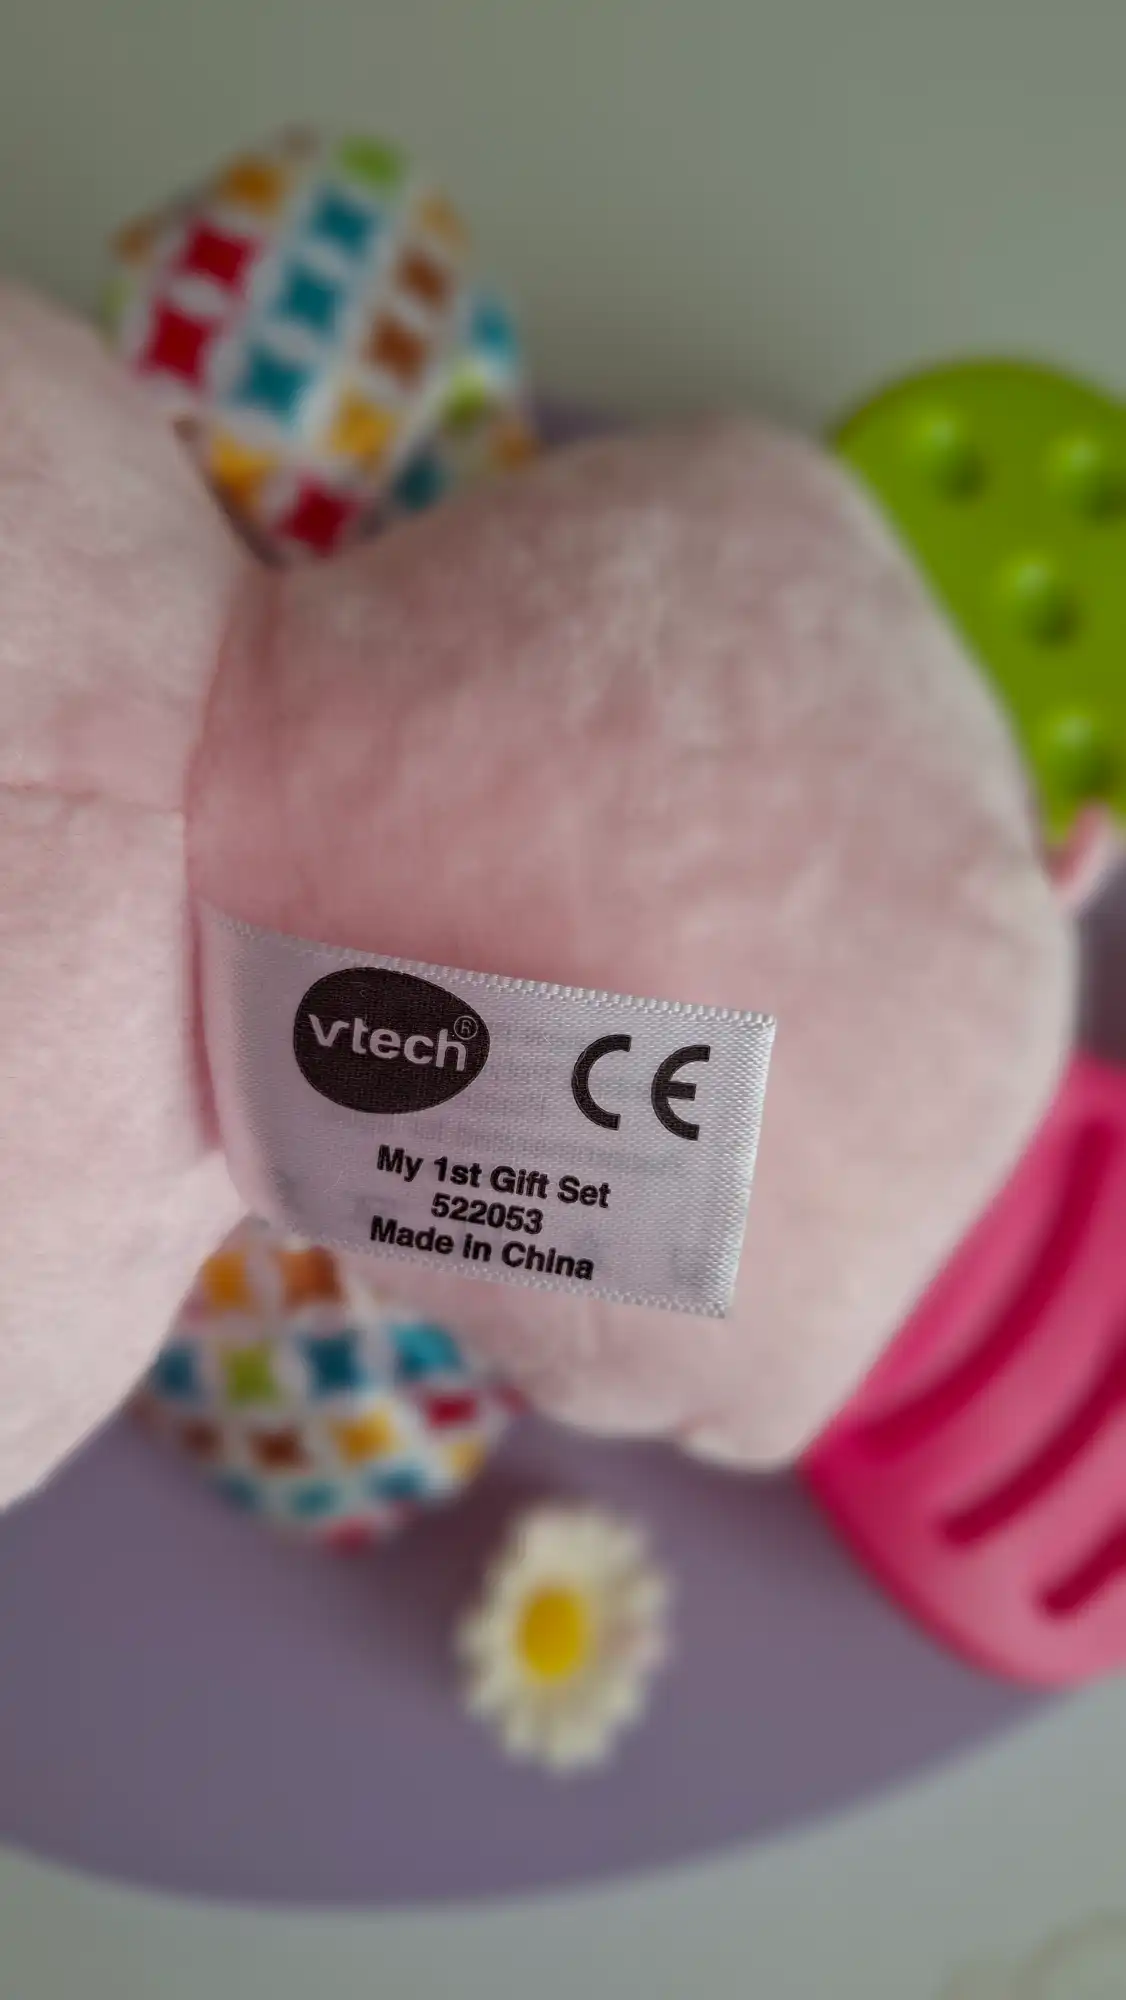 vtech®
CE
My 1st Gift Set
522053
Made in China